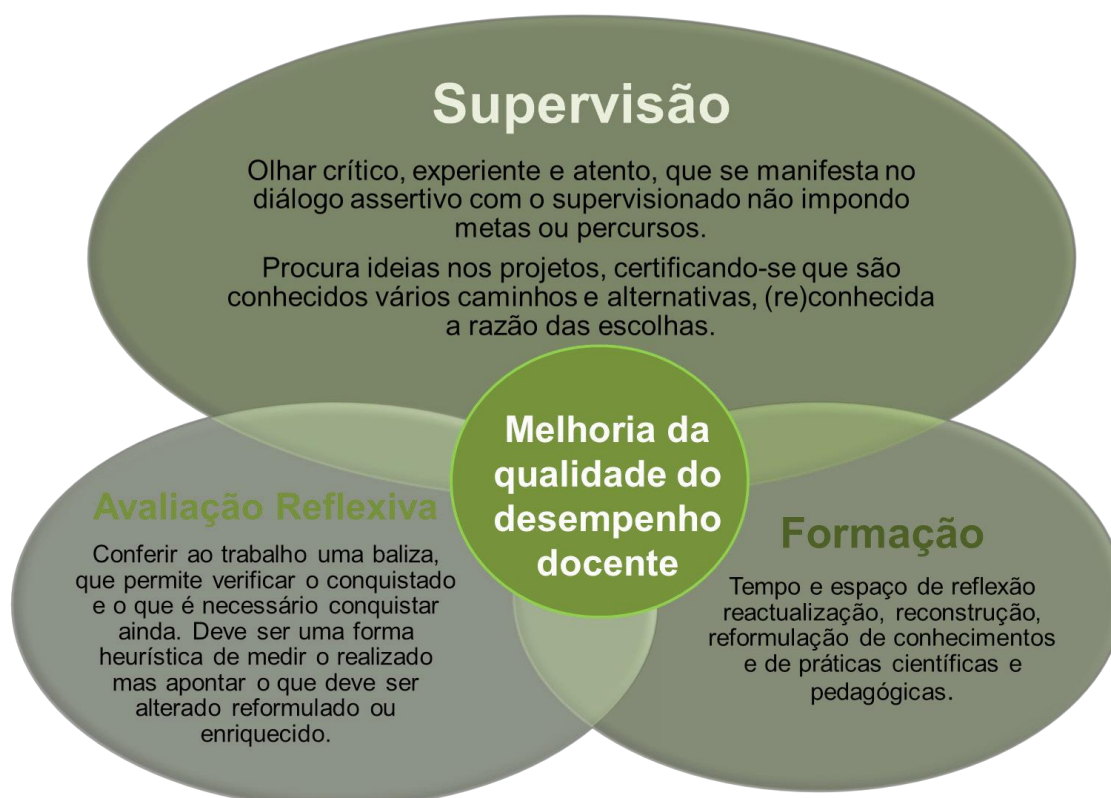 Supervisão
Olhar crítico, experiente e atento, que se manifesta no
diálogo assertivo com o supervisionado não impondo
metas ou percursos.
Procura ideias nos projetos, certificando-se que são
conhecidos vários caminhos e alternativas, (re)conhecida
a razão das escolhas.
Melhoria da
qualidade do
desempenho
docente
Avaliação Reflexiva
Conferir ao trabalho uma baliza,
que permite verificar o conquistado
e o que é necessário conquistar
ainda. Deve ser uma forma
heurística de medir o realizado
mas apontar o que deve ser
alterado reformulado ou
enriquecido.
Formação
Tempo e espaço de reflexão
reactualização, reconstrução,
reformulação de conhecimentos
e de práticas científicas e
pedagógicas.